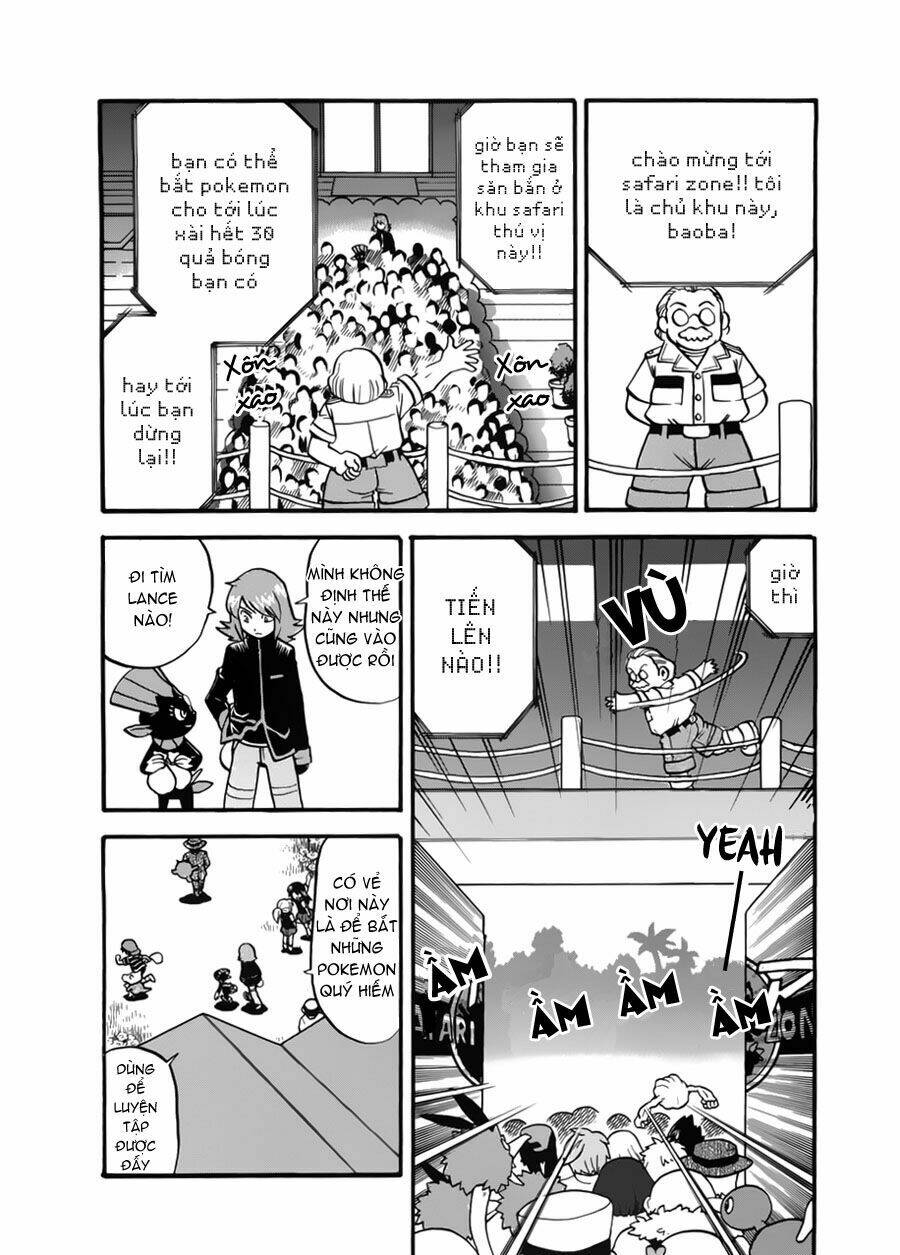 chào mừng tới
safari zone!! tôi
là chủ khu này,
baoba!
giờ bạn sẽ
tham gia
săn bắn ở
khu safari
thú vị
này!!
bạn có thể
bắt pokemon
cho tới lúc
xài hết 30
quả bóng
bạn có
hay tới
lúc bạn
dừng
lại!!
Xôn
xao
Xôn
xao
giờ
thì
VÙ
TIẾN
LÊN
NÀO!!
YEAH
ẦM
ẦM
ẦM
ẦM
ARI
ZON
MÌNH KHÔNG
ĐỊNH THẾ
NÀY NHƯNG
CŨNG VÀO
ĐƯỢC RỒI
ĐI TÌM
LANCE
NÀO!
CÓ VẺ
NƠI NÀY
LÀ ĐỂ BẮT
NHỮNG
POKEMON
QUÝ HIẾM
DÙNG
ĐỂ
LUYỆN
TẬP
ĐƯỢC
ĐẤY